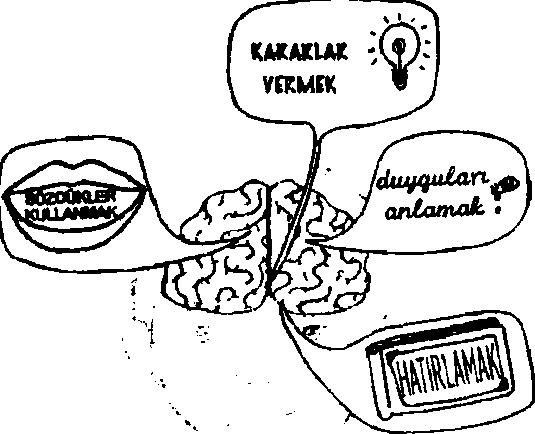 KARARLAR
VERMEK
SÖZCÜKLER
KULLANMAK
duyguları
anlamak
HATIRLAMAK